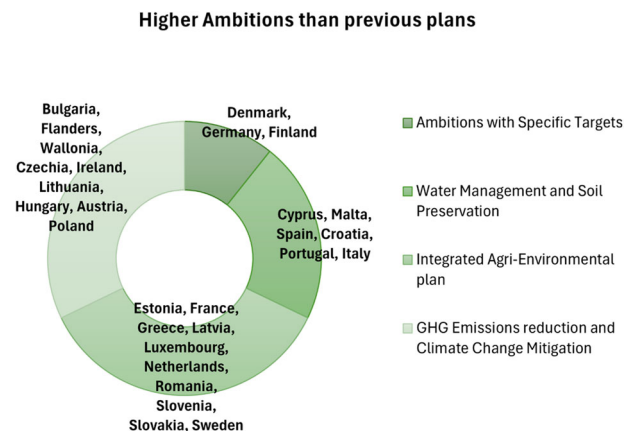 Higher Ambitions than previous plans
Bulgaria,
Flanders,
Wallonia,
Czechia, Ireland,
Lithuania,
Hungary, Austria,
Poland
Denmark,
Germany, Finland
Cyprus, Malta,
Spain, Croatia,
Portugal, Italy
Estonia, France,
Greece, Latvia,
Luxembourg,
Netherlands,
Romania,
Slovenia,
Slovakia, Sweden
Ambitions with Specific Targets
Water Management and Soil
Preservation
Integrated Agri-Environmental
plan
GHG Emissions reduction and
Climate Change Mitigation